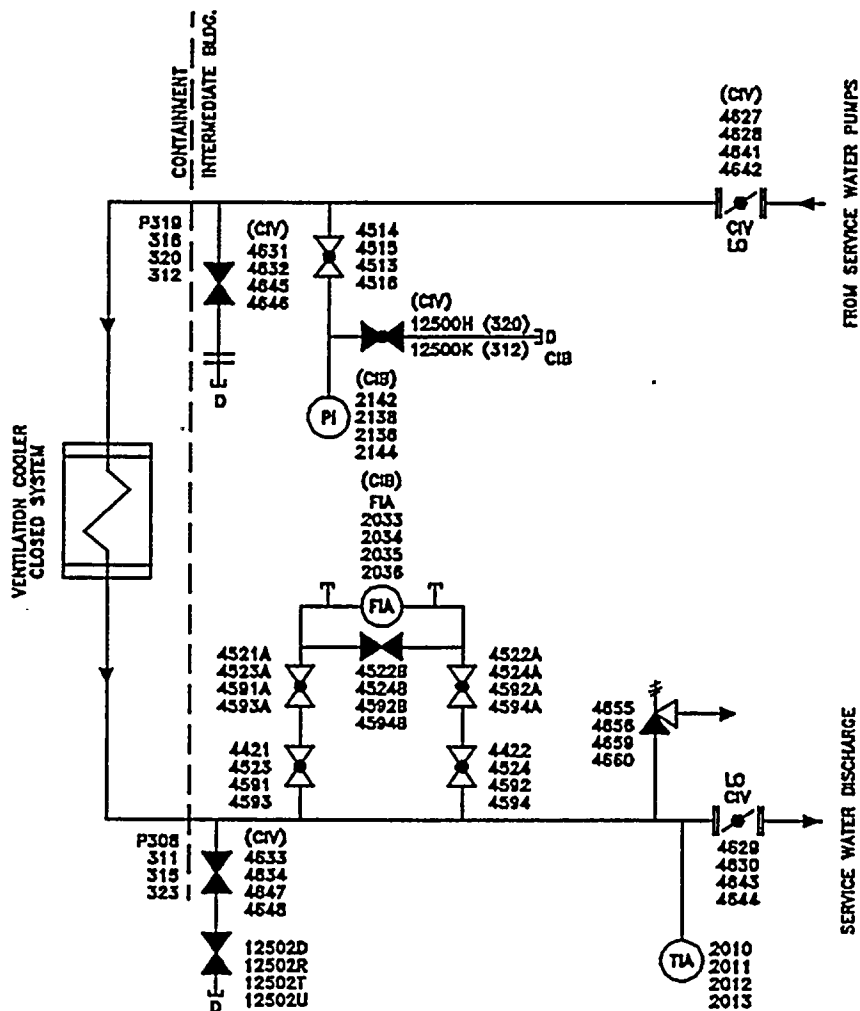 CONTAINMENT
INTERMEDIATE BLDG.
(CIV)
4627
4628
4641
4642
CIV
LO
FROM SERVICE WATER PUMPS
P319
316
320
312
(CIV)
4631
4632
4645
4646
D
4514
4515
4513
4516
(CIV)
12500H (320)
12500K (312)
D
CIB
PI
(CIB)
2142
2138
2136
2144
VENTILATION COOLER
CLOSED SYSTEM
(CIB)
FIA
2033
2034
2035
2036
FIA
4521A
4523A
4591A
4593A
4522B
4524B
4592B
4594B
4522A
4524A
4592A
4594A
4421
4523
4591
4593
4422
4524
4592
4594
4655
4656
4659
4660
LO
CIV
4629
4630
4643
4644
SERVICE WATER DISCHARGE
P308
311
315
323
(CIV)
4633
4634
4647
4648
12502D
12502R
12502T
12502U
D
TIA
2010
2011
2012
2013